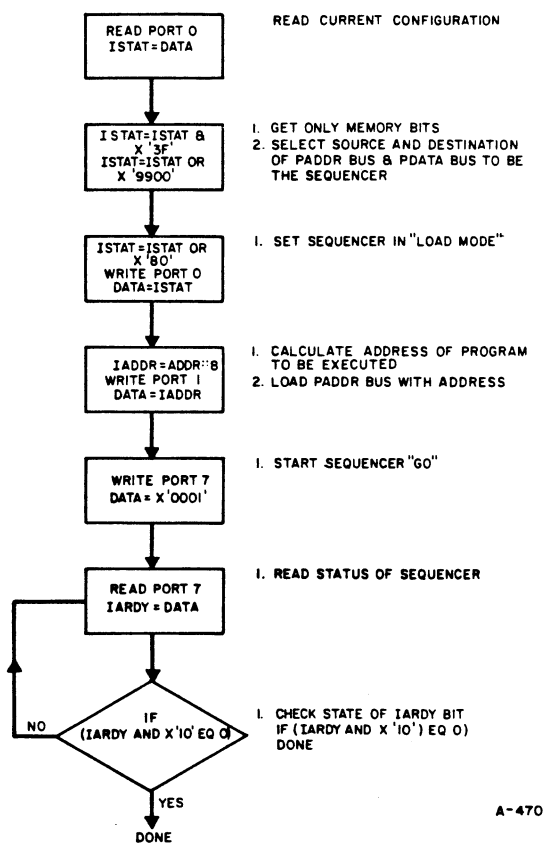 READ PORT 0
ISTAT=DATA
READ CURRENT CONFIGURATION
ISTAT=ISTAT &
X '3F'
ISTAT=ISTAT OR
X '9900'
1. GET ONLY MEMORY BITS
2. SELECT SOURCE AND DESTINATION
OF PADDR BUS & PDATA BUS TO BE
THE SEQUENCER
ISTAT=ISTAT OR
X '80'
WRITE PORT 0
DATA=ISTAT
1. SET SEQUENCER IN "LOAD MODE"
IADDR=ADDR::8
WRITE PORT 1
DATA=IADDR
1. CALCULATE ADDRESS OF PROGRAM
TO BE EXECUTED
2. LOAD PADDR BUS WITH ADDRESS
WRITE PORT 7
DATA= X '0001'
1. START SEQUENCER "GO"
READ PORT 7
IARDY = DATA
1. READ STATUS OF SEQUENCER
IF
(IARDY AND X '10' EQ 0)
NO
1. CHECK STATE OF IARDY BIT
IF (IARDY AND X '10') EQ 0)
DONE
YES
DONE
A-470